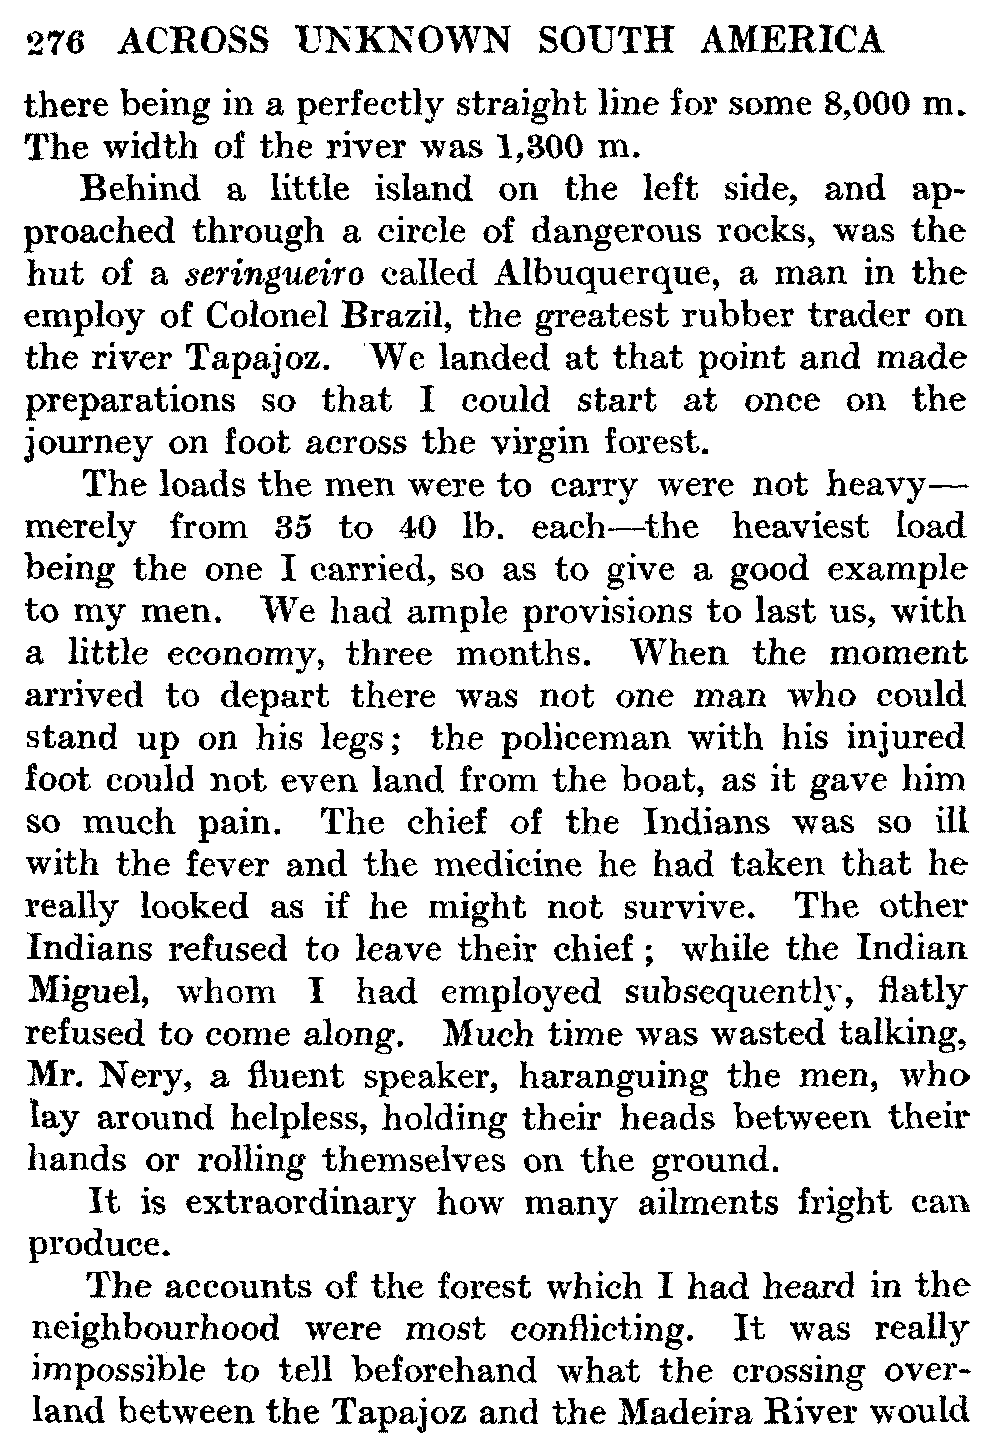 276 ACROSS UNKNOWN SOUTH AMERICA
there being in a perfectly straight line for some 8,000 m.
The width of the river was 1,300 m.
Behind a little island on the left side, and ap-
proached through a circle of dangerous rocks, was the
hut of a seringueiro called Albuquerque, a man in the
employ of Colonel Brazil, the greatest rubber trader on
the river Tapajoz. We landed at that point and made
preparations so that I could start at once on the
journey on foot across the virgin forest.
The loads the men were to carry were not heavy—
merely from 35 to 40 lb. each—the heaviest load
being the one I carried, so as to give a good example
to my men. We had ample provisions to last us, with
a little economy, three months. When the moment
arrived to depart there was not one man who could
stand up on his legs; the policeman with his injured
foot could not even land from the boat, as it gave him
so much pain. The chief of the Indians was so ill
with the fever and the medicine he had taken that he
really looked as if he might not survive. The other
Indians refused to leave their chief; while the Indian
Miguel, whom I had employed subsequently, flatly
refused to come along. Much time was wasted talking,
Mr. Nery, a fluent speaker, haranguing the men, who
lay around helpless, holding their heads between their
hands or rolling themselves on the ground.
It is extraordinary how many ailments fright can
produce.
The accounts of the forest which I had heard in the
neighbourhood were most conflicting. It was really
impossible to tell beforehand what the crossing over-
land between the Tapajoz and the Madeira River would